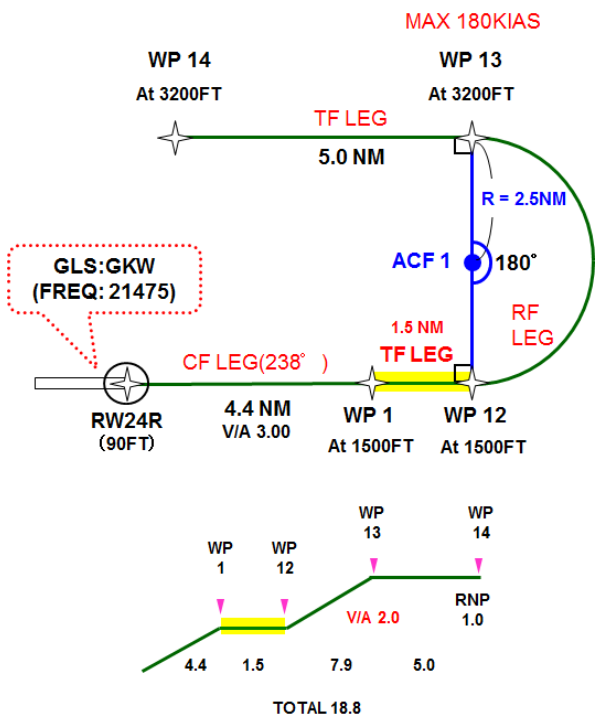 MAX 180KIAS
WP 14
WP 13
At 3200FT
At 3200FT
TF LEG
5.0 NM
R = 2.5NM
ACF 1
180°
GLS:GKW
(FREQ: 21475)
RF
LEG
1.5 NM
TF LEG
CF LEG(238° )
RW24R
(90FT)
4.4 NM
V/A 3.00
WP 1
At 1500FT
WP 12
At 1500FT
WP
1
WP
12
WP
13
WP
14
V/A 2.0
RNP
1.0
4.4
1.5
7.9
5.0
TOTAL 18.8